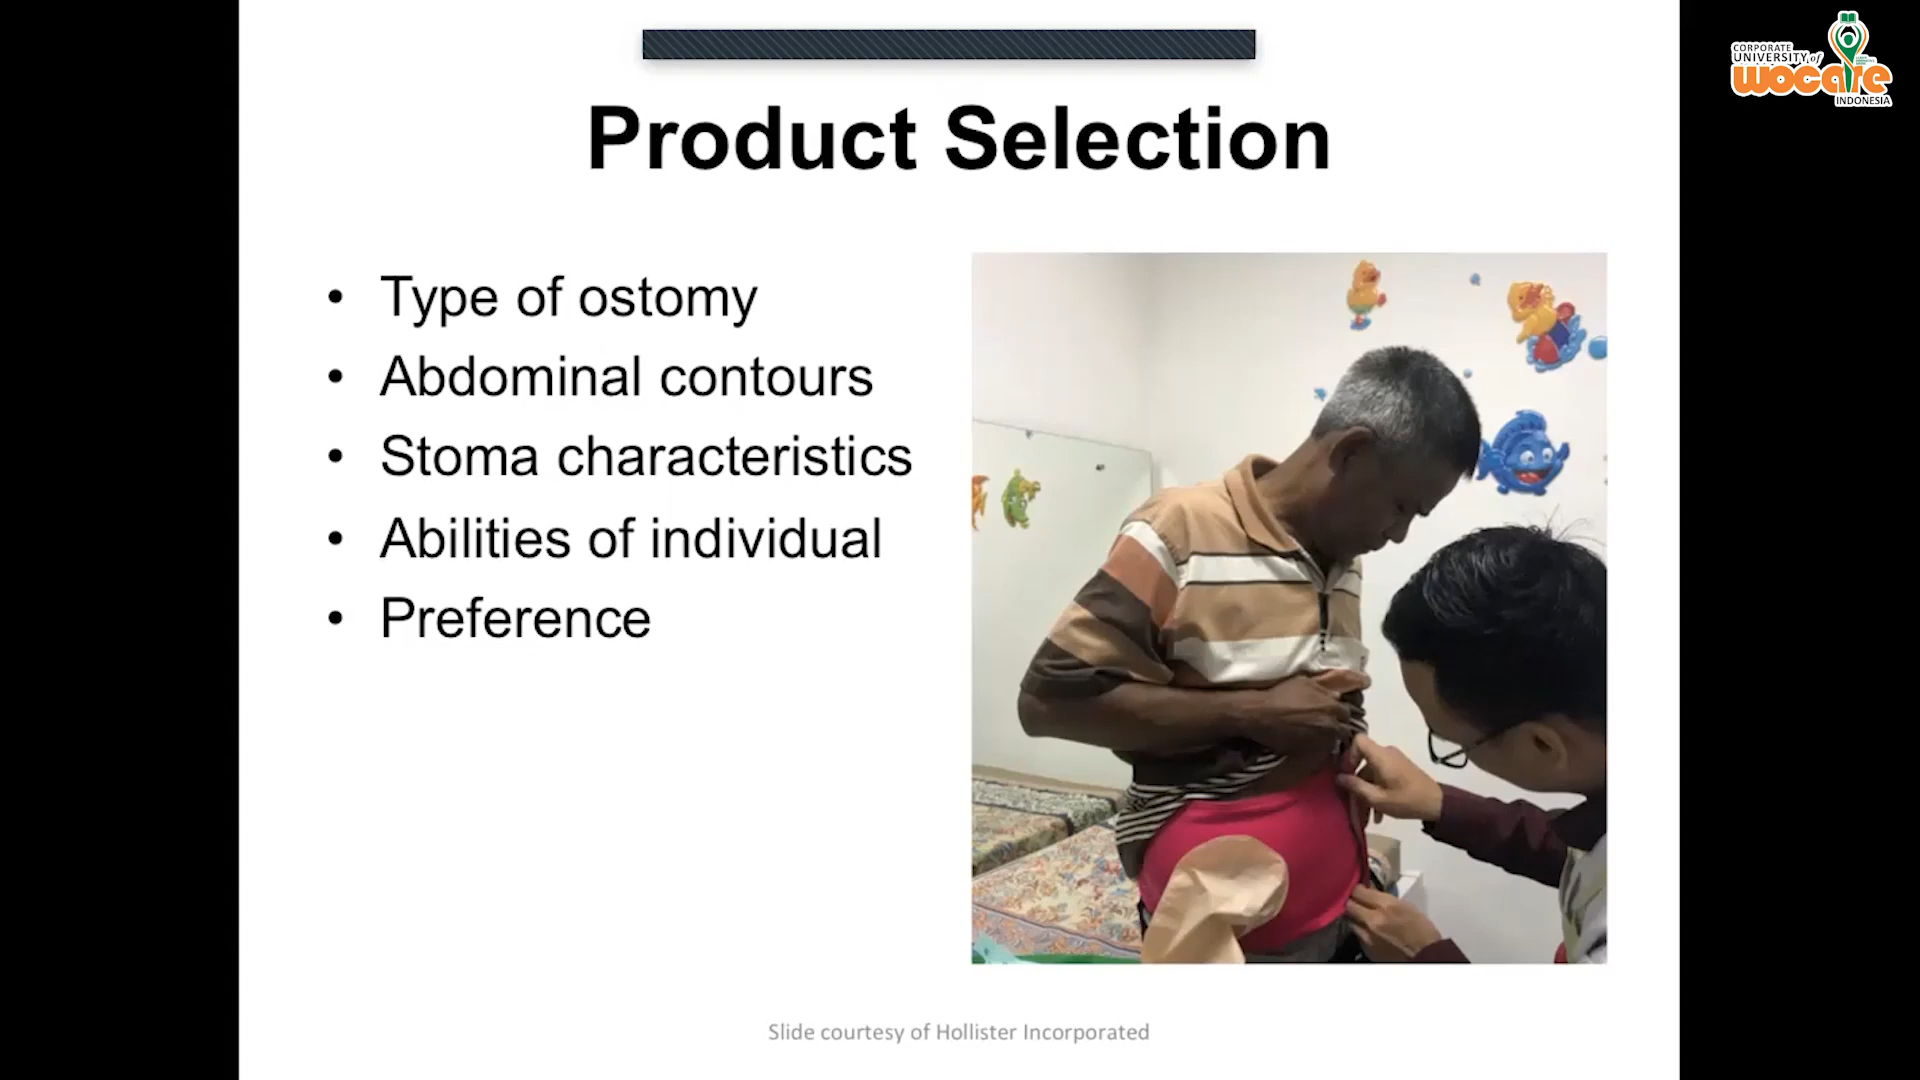 CORPORATE
UNIVERSITY of
wocare
INDONESIA
Product Selection
• Type of ostomy
• Abdominal contours
• Stoma characteristics
• Abilities of individual
• Preference
Slide courtesy of Hollister Incorporated